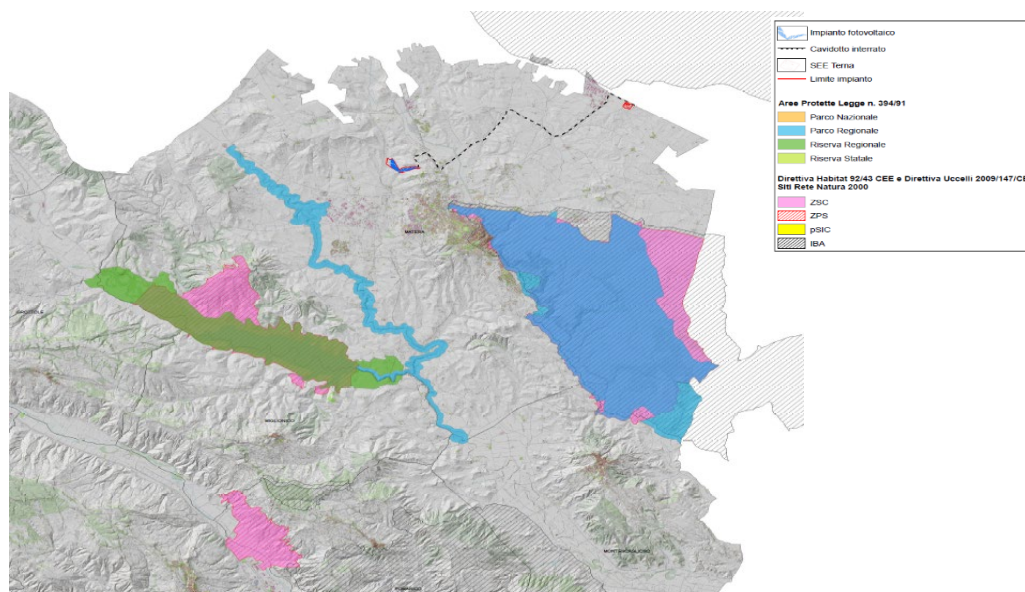 Impianto fotovoltaico
Cavidotto interrato
SEE Terna
Limite impianto
Aree Protette Legge n. 394/91
Parco Nazionale
Parco Regionale
Riserva Regionale
Riserva Statale
Direttiva Habitat 92/43 CEE e Direttiva Uccelli 2009/147/CE
Siti Rete Natura 2000
ZSC
ZPS
pSIC
IBA
MATERA